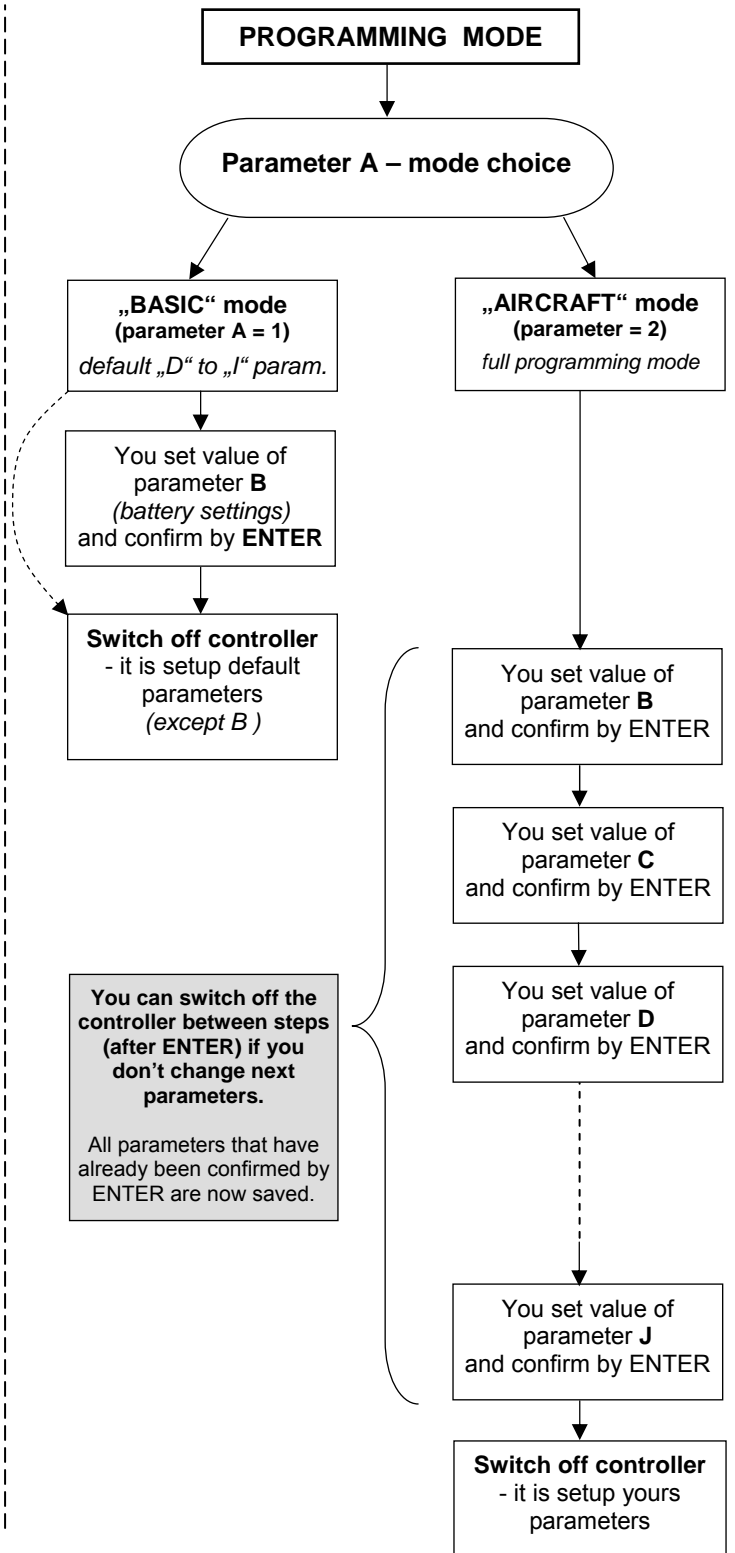 PROGRAMMING MODE
Parameter A – mode choice
„BASIC“ mode
(parameter A = 1)
default „D“ to „I“ param.
„AIRCRAFT“ mode
(parameter = 2)
full programming mode
You set value of
parameter B
(battery settings)
and confirm by ENTER
Switch off controller
- it is setup default
parameters
(except B )
You set value of
parameter B
and confirm by ENTER
You set value of
parameter C
and confirm by ENTER
You can switch off the
controller between steps
(after ENTER) if you
don’t change next
parameters.
All parameters that have
already been confirmed by
ENTER are now saved.
You set value of
parameter D
and confirm by ENTER
You set value of
parameter J
and confirm by ENTER
Switch off controller
- it is setup yours
parameters